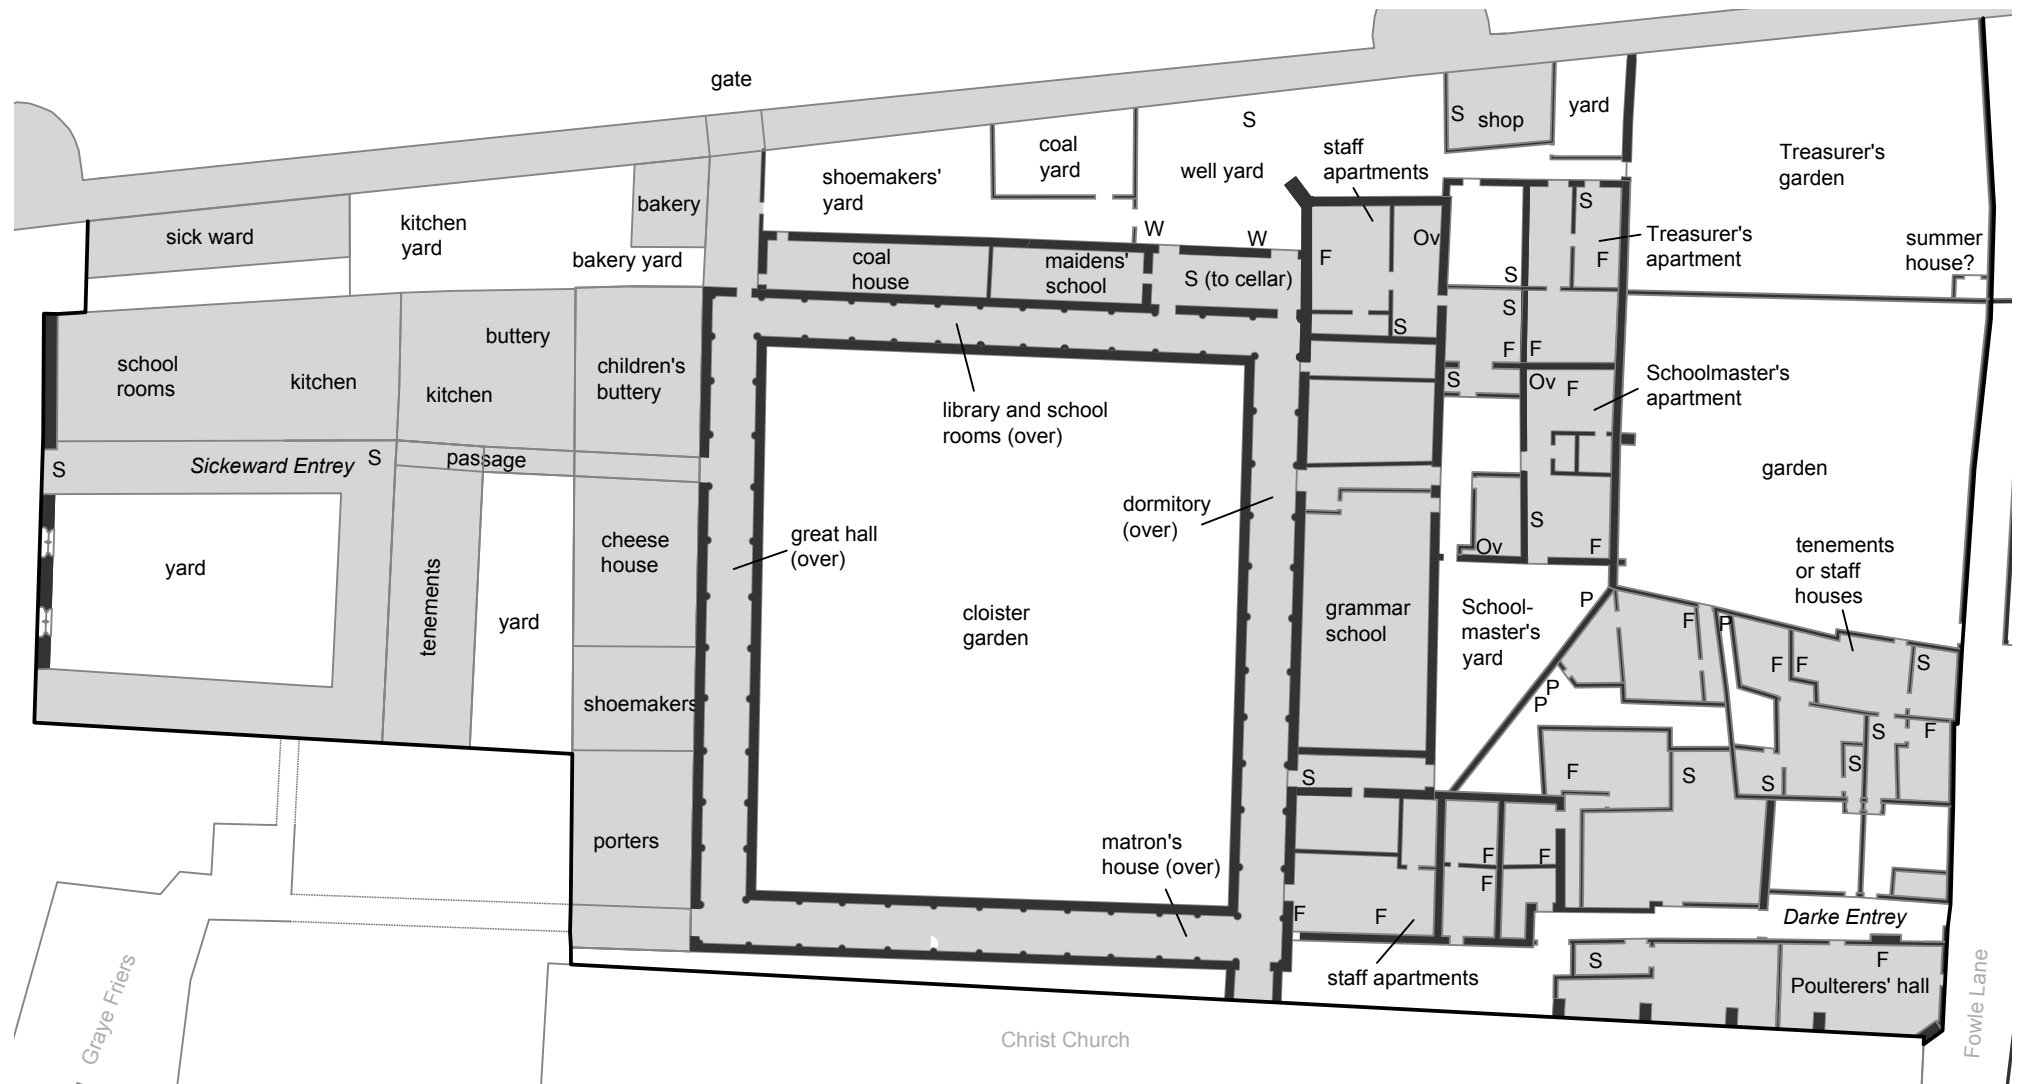 gate
S
shop
yard
coal
yard
S
staff
apartments
Treasurer's
garden
shoemakers'
yard
well yard
bakery
S
sick ward
kitchen
yard
W
W
Ov
Treasurer's
apartment
summer
house?
bakery yard
coal
house
maidens'
school
S (to cellar)
F
S
F
S
buttery
S
F
F
school
rooms
kitchen
kitchen
children's
buttery
S
Ov
F
Schoolmaster's
apartment
library and school
rooms (over)
S
Sickeward Entrey
S
passage
garden
dormitory
(over)
great hall
(over)
cheese
house
S
Ov
F
tenements
or staff
houses
yard
tenements
yard
cloister
garden
grammar
school
School-
master's
yard
P
F
P
F
F
S
P
P
shoemakers
S
F
S
S
F
S
S
porters
matron's
house (over)
F
F
F
F
F
Darke Entrey
staff apartments
S
F
Poulterers' hall
Graye Friers
Christ Church
Fowle Lane